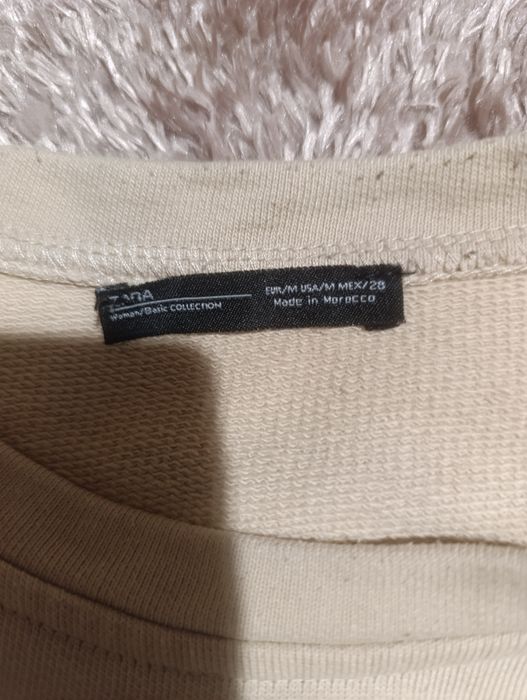 ZARA
Woman/Basic COLLECTION
EUR/M USA/M MEX/28
Made in Morocco